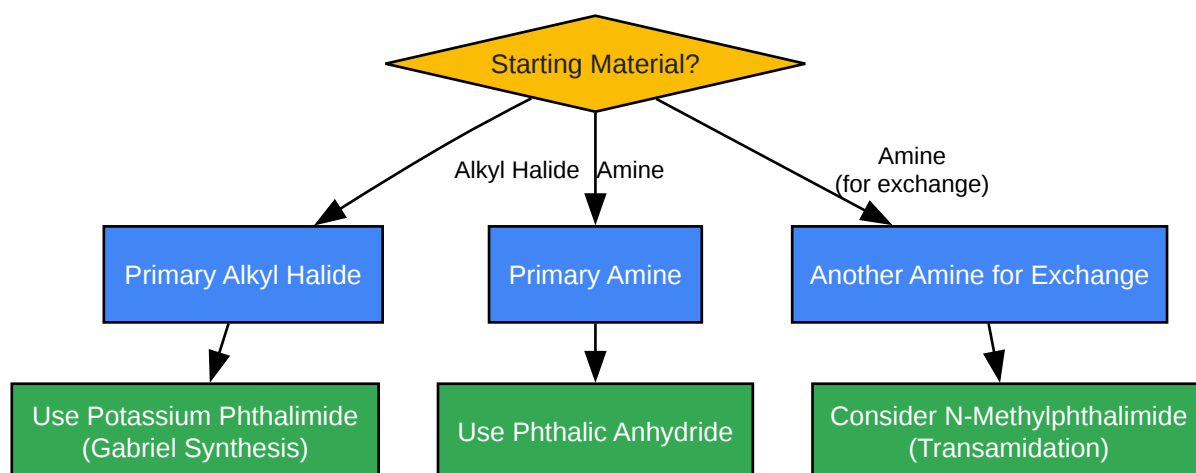 Starting Material?
Alkyl Halide
Amine
Amine
(for exchange)
Primary Alkyl Halide
Primary Amine
Another Amine for Exchange
Use Potassium Phthalimide
(Gabriel Synthesis)
Use Phthalic Anhydride
Consider N-Methylphthalimide
(Transamidation)